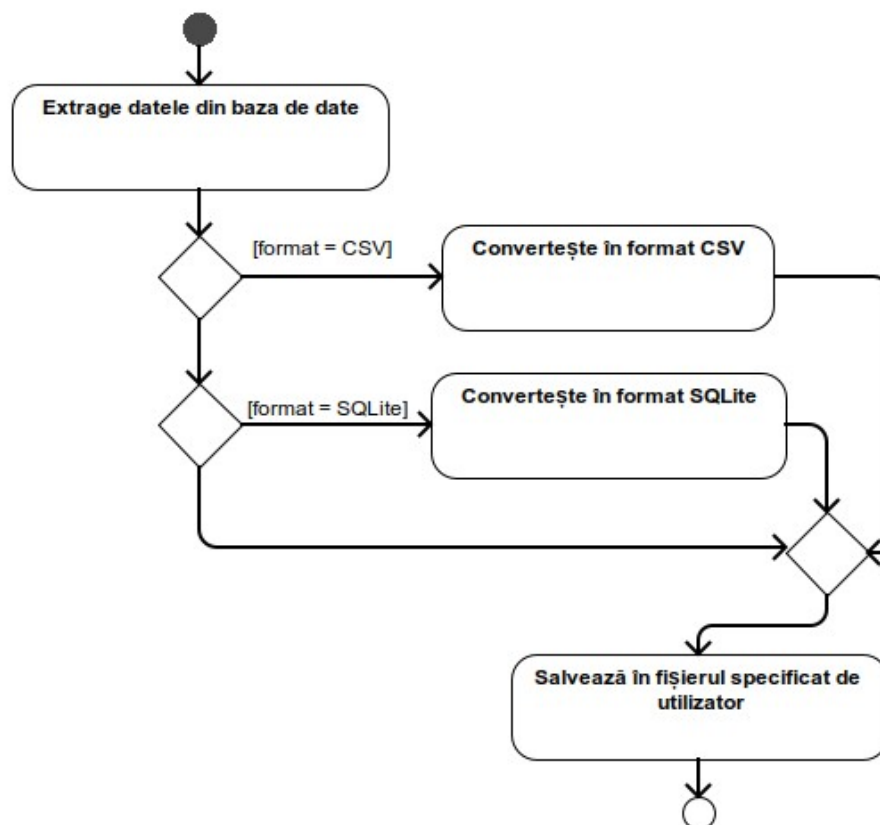 Extrage datele din baza de date
[format = CSV]
Convertește în format CSV
[format = SQLite]
Convertește în format SQLite
Salvează în fișierul specificat de
utilizator